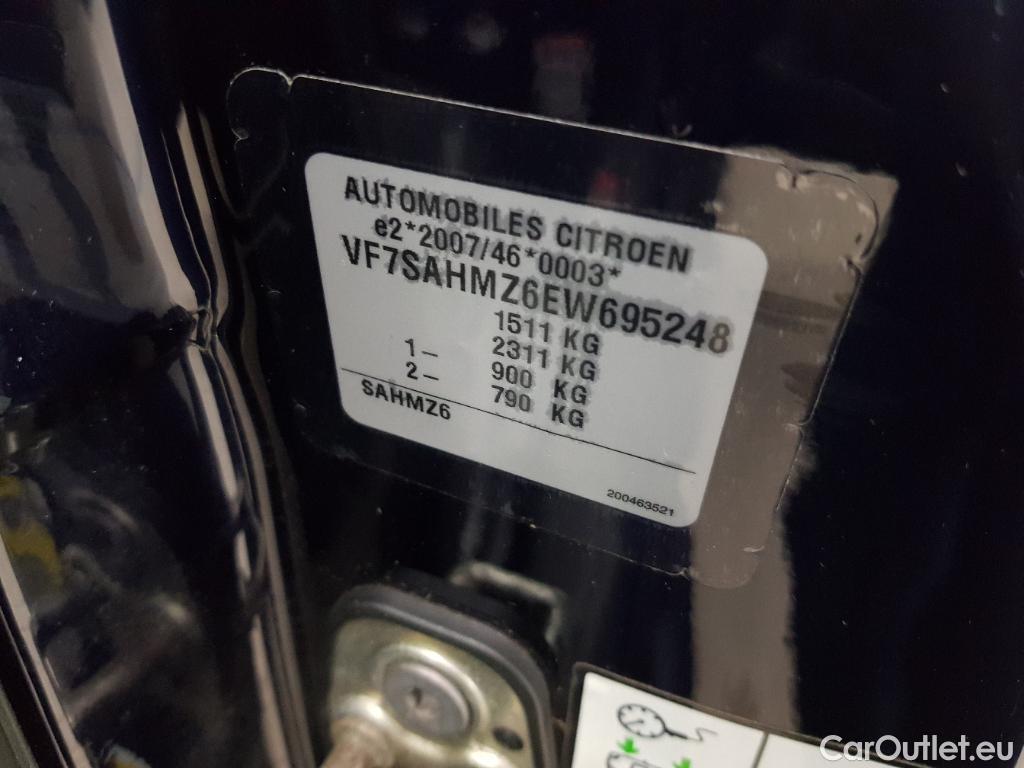 AUTOMOBILES CITROEN
e2*2007/46*0003*
VF7SAHMZ6EW695248
1511 KG
2311 KG
1– 900 KG
2– 790 KG
SAHMZ6
200463521
CarOutlet.eu